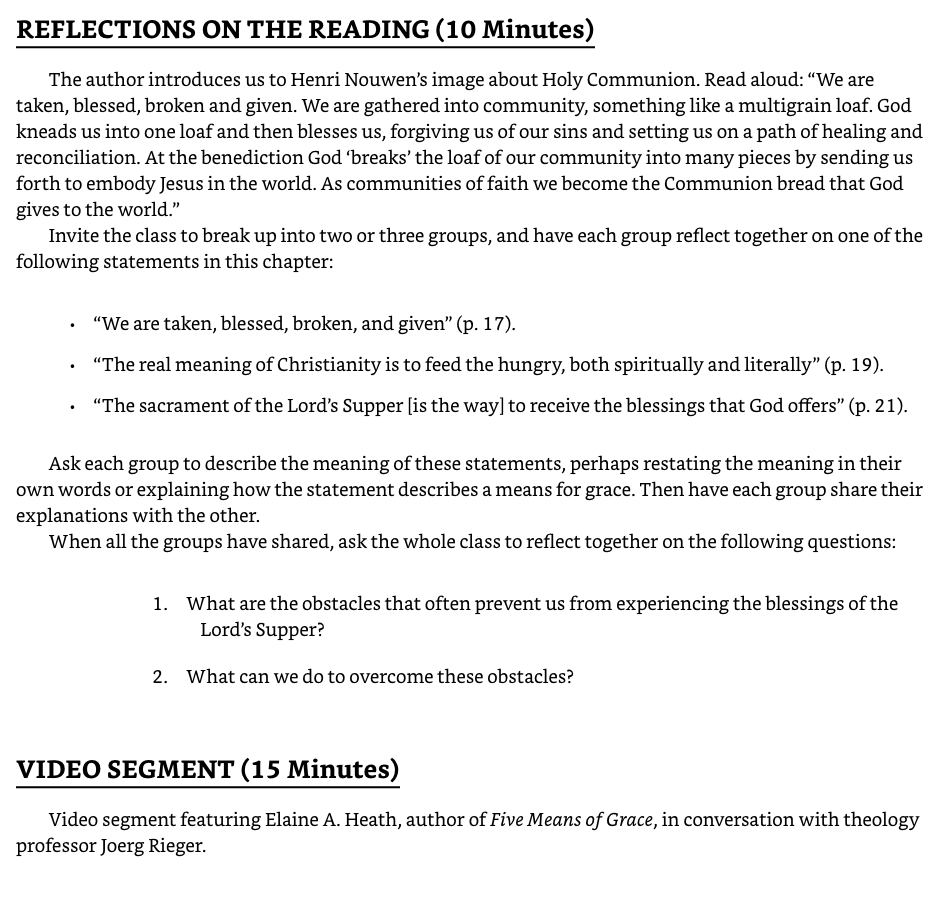 REFLECTIONS ON THE READING (10 Minutes)
The author introduces us to Henri Nouwen’s image about Holy Communion. Read aloud: “We are
taken, blessed, broken and given. We are gathered into community, something like a multigrain loaf. God
kneads us into one loaf and then blesses us, forgiving us of our sins and setting us on a path of healing and
reconciliation. At the benediction God ‘breaks’ the loaf of our community into many pieces by sending us
forth to embody Jesus in the world. As communities of faith we become the Communion bread that God
gives to the world.”
Invite the class to break up into two or three groups, and have each group reflect together on one of the
following statements in this chapter:
• “We are taken, blessed, broken, and given” (p. 17).
• “The real meaning of Christianity is to feed the hungry, both spiritually and literally” (p. 19).
• “The sacrament of the Lord’s Supper [is the way] to receive the blessings that God offers” (p. 21).
Ask each group to describe the meaning of these statements, perhaps restating the meaning in their
own words or explaining how the statement describes a means for grace. Then have each group share their
explanations with the other.
When all the groups have shared, ask the whole class to reflect together on the following questions:
1. What are the obstacles that often prevent us from experiencing the blessings of the
Lord’s Supper?
2. What can we do to overcome these obstacles?
VIDEO SEGMENT (15 Minutes)
Video segment featuring Elaine A. Heath, author of Five Means of Grace, in conversation with theology
professor Joerg Rieger.